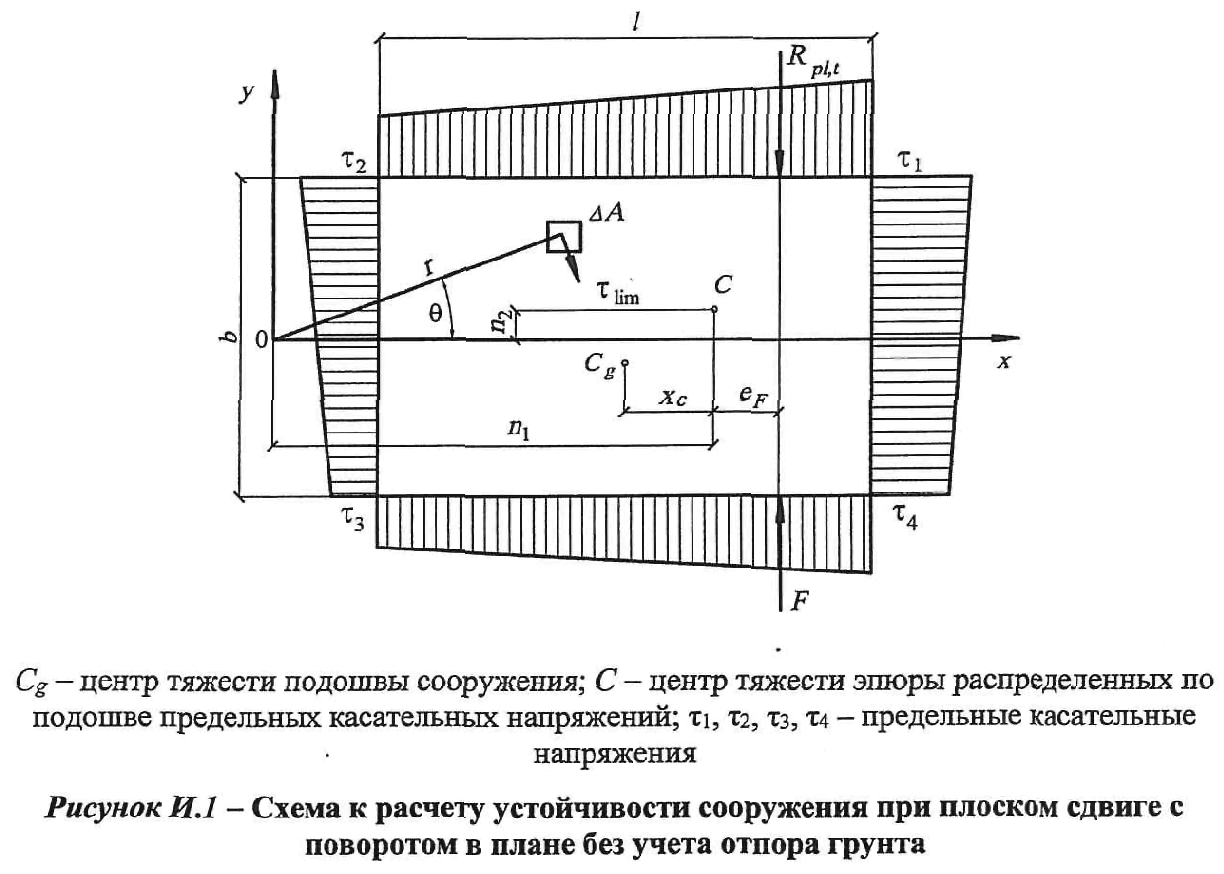 l
R pl,t
y
τ2
τ1
ΔA
r
τ lim
C
θ
n2
b
0
x
Cg
xc
eF
n1
τ3
τ4
F
Cg – центр тяжести подошвы сооружения; С – центр тяжести эпюры распределенных по
подошве предельных касательных напряжений; τ1, τ2, τ3, τ4 – предельные касательные
напряжения
Рисунок И.1 – Схема к расчету устойчивости сооружения при плоском сдвиге с
поворотом в плане без учета отпора грунта